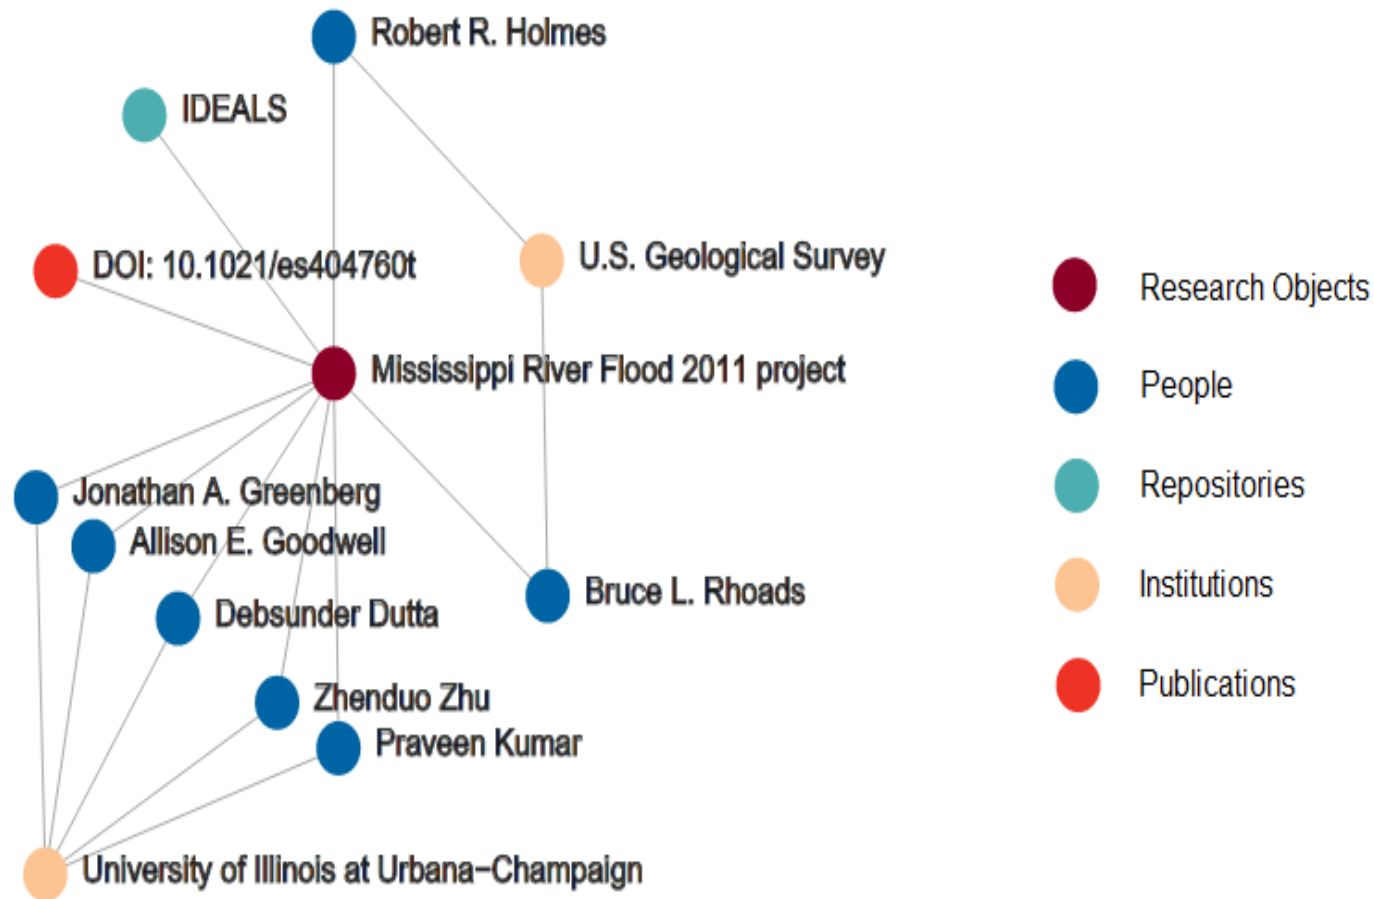 Robert R. Holmes
IDEALS
DOI: 10.1021/es404760t
U.S. Geological Survey
Mississippi River Flood 2011 project
Jonathan A. Greenberg
Allison E. Goodwell
Debsunder Dutta
Bruce L. Rhoads
Zhenduo Zhu
Praveen Kumar
University of Illinois at Urbana−Champaign
Research Objects
People
Repositories
Institutions
Publications